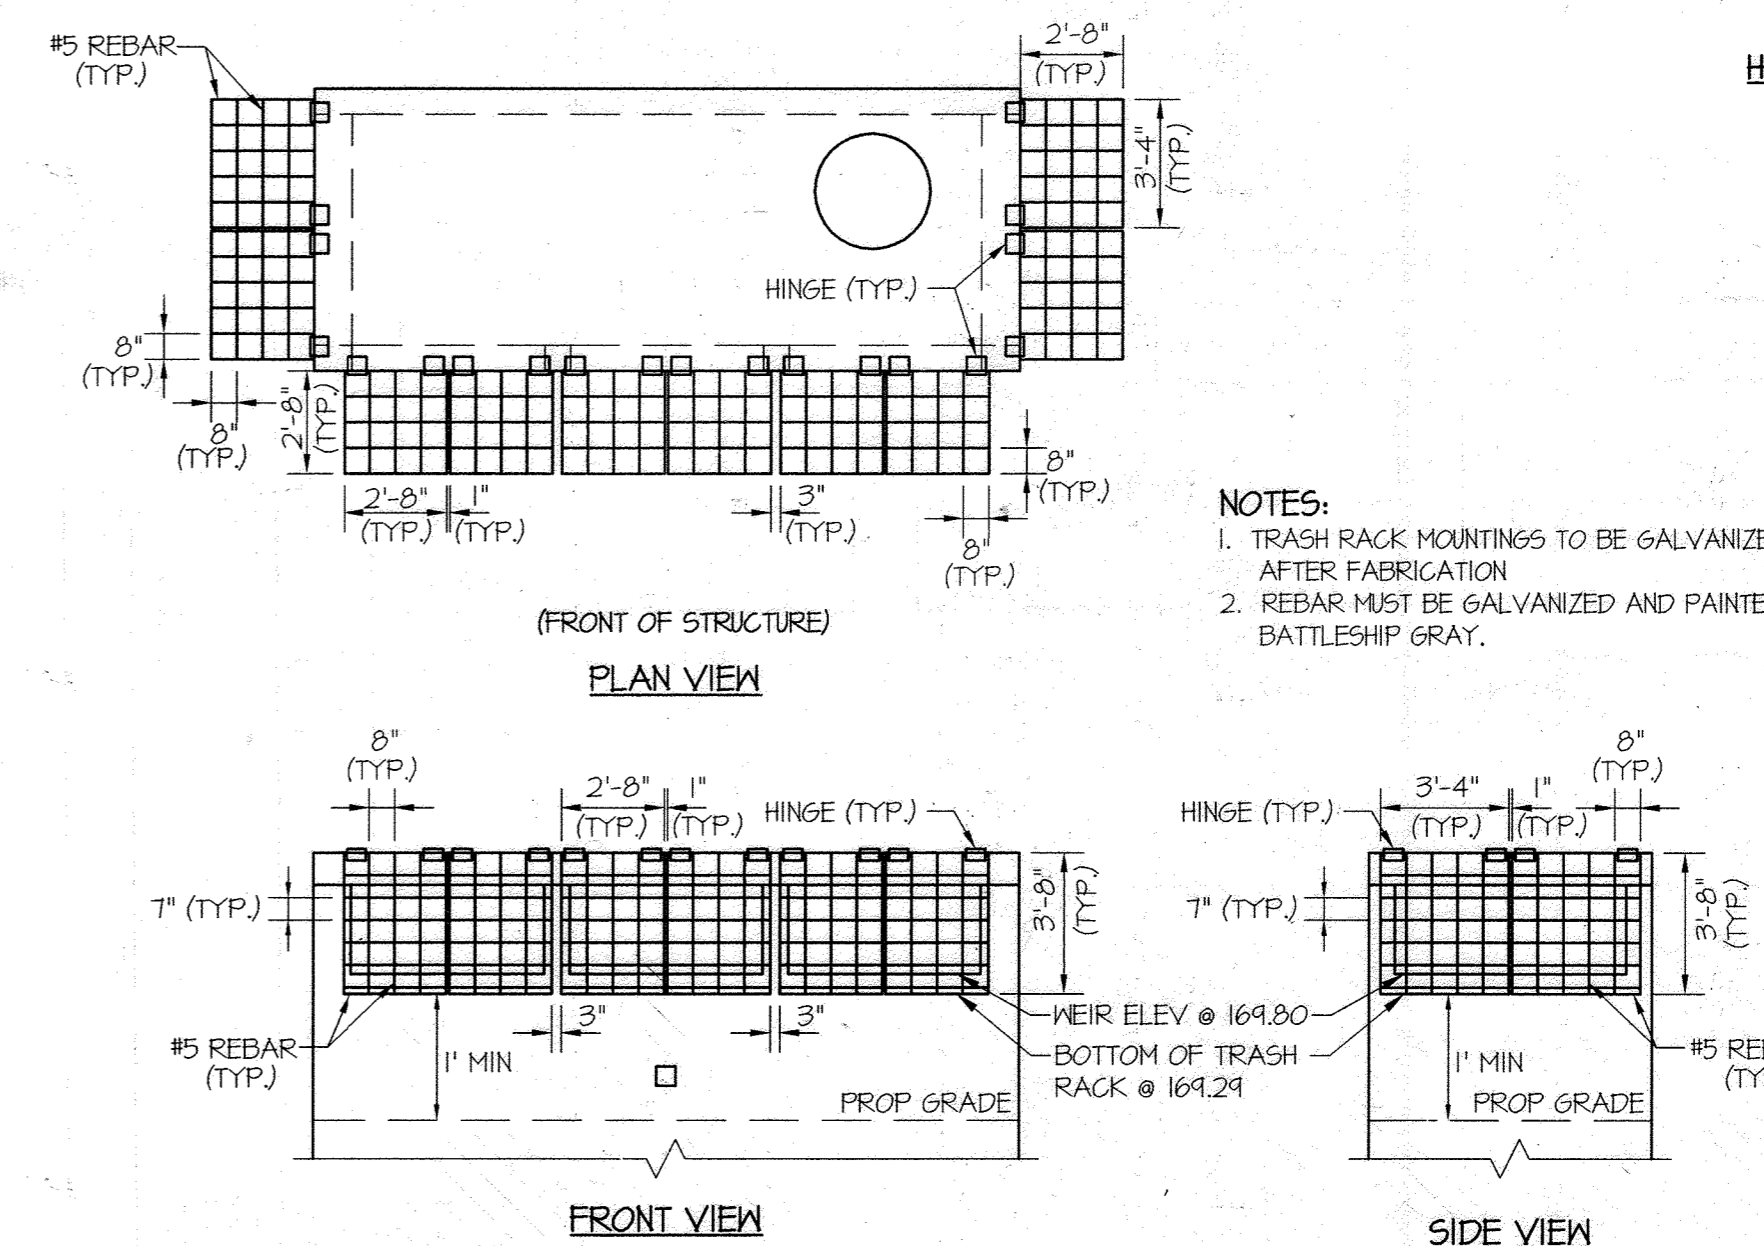 #5 REBAR
(TYP.)
2'-8"
(TYP.)
H
3'-4"
(TYP.)
HINGE (TYP.)
8"
(TYP.)
8"
(TYP.)
2'-8"
(TYP.)
8"
(TYP.)
2'-8"
(TYP.)
1"
(TYP.)
3"
(TYP.)
8"
(TYP.)
NOTES:
1. TRASH RACK MOUNTINGS TO BE GALVANIZE
AFTER FABRICATION
2. REBAR MUST BE GALVANIZED AND PAINTE
BATTLESHIP GRAY.
(FRONT OF STRUCTURE)
PLAN VIEW
8"
(TYP.)
2'-8"
(TYP.)
1"
(TYP.)
HINGE (TYP.)
7" (TYP.)
3'-8"
(TYP.)
#5 REBAR
(TYP.)
1' MIN
3"
3"
WEIR ELEV @ 169.80
BOTTOM OF TRASH
RACK @ 169.29
PROP GRADE
FRONT VIEW
HINGE (TYP.)
3'-4"
(TYP.)
1"
(TYP.)
8"
(TYP.)
7" (TYP.)
3'-8"
(TYP.)
1' MIN
#5 REB
(TY
PROP GRADE
SIDE VIEW